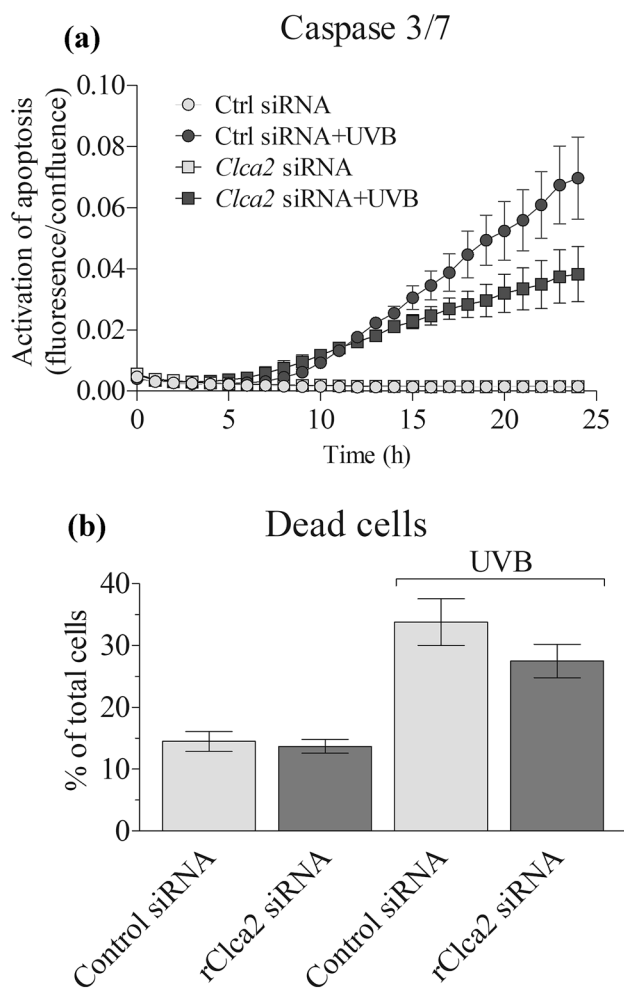 (a)
Caspase 3/7
Activation of apoptosis
(fluoresence/confluence)
0.10
0.08
0.06
0.04
0.02
0.00
Ctrl siRNA
Ctrl siRNA+UVB
Clca2 siRNA
Clca2 siRNA+UVB
0 5 10 15 20 25
Time (h)
(b)
Dead cells
UVB
% of total cells
40
30
20
10
0
Control siRNA
rClca2 siRNA
Control siRNA
rClca2 siRNA